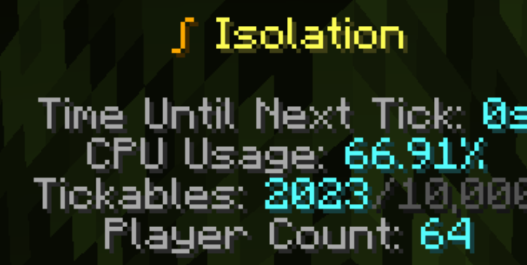 ∫ Isolation
Time Until Next Tick: 0s
CPU Usage: 66.91%
Tickables: 2023/10,000
Player Count: 64